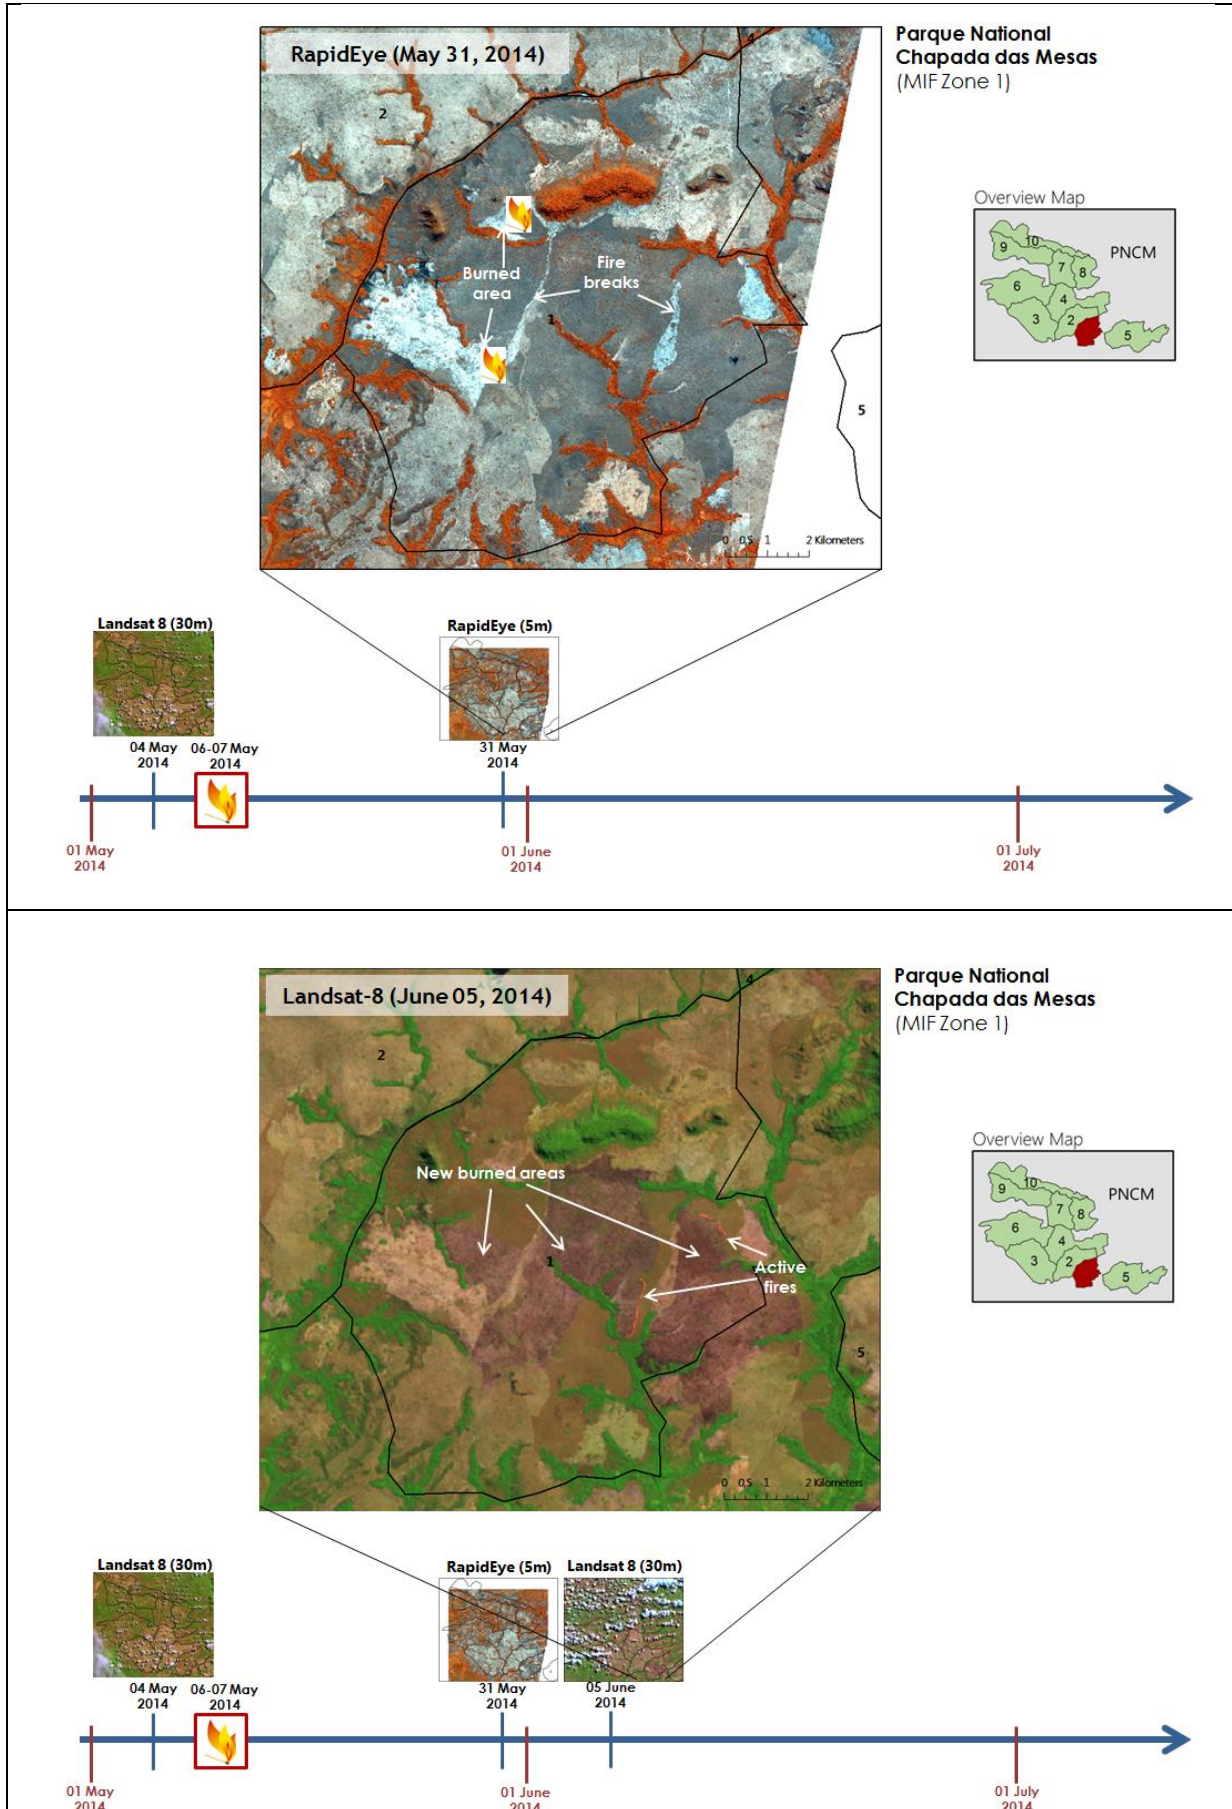 RapidEye (May 31, 2014)
Parque National
Chapada das Mesas
(MIF Zone 1)
4
2
Burned
area
Fire
breaks
1
5
0 0.5 1 2 Kilometers
Overview Map
PNCM
9
10
7
8
6
4
3
2
5
Landsat 8 (30m)
RapidEye (5m)
04 May
2014
06-07 May
2014
31 May
2014
01 May
2014
01 June
2014
01 July
2014
Landsat-8 (June 05, 2014)
Parque National
Chapada das Mesas
(MIF Zone 1)
4
2
New burned areas
1
Active
fires
5
0 0.5 1 2 Kilometers
Overview Map
PNCM
9
10
7
8
6
4
3
2
5
Landsat 8 (30m)
RapidEye (5m)
Landsat 8 (30m)
04 May
2014
06-07 May
2014
31 May
2014
05 June
2014
01 May
2014
01 June
2014
01 July
2014